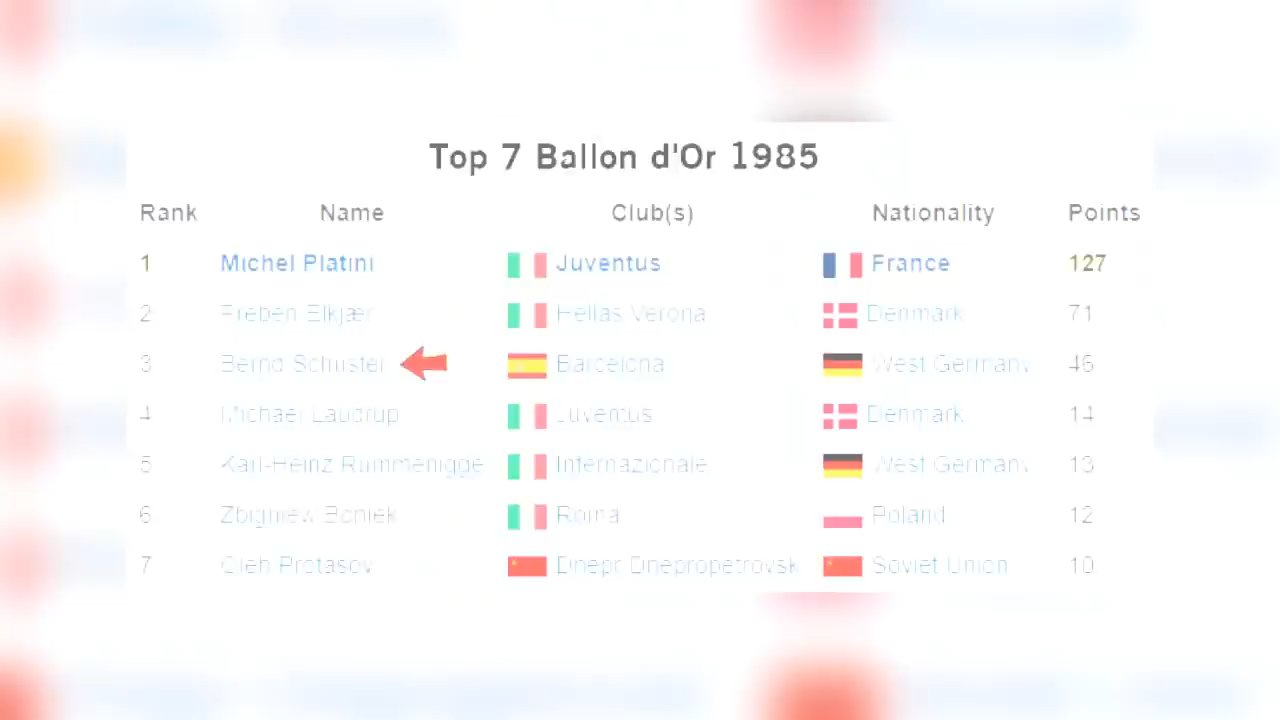 Top 7 Ballon d'Or 1985
Rank Name Club(s) Nationality Points
1 Michel Platini Juventus France 127
2 Preben Elkjær Hellas Verona Denmark 71
3 Bernd Schuster Barcelona West Germany 46
4 Michael Laudrup Juventus Denmark 14
5 Karl-Heinz Rummenigge Internazionale West Germany 13
6 Zbigniew Boniek Roma Poland 12
7 Oleh Protasov Dnepr Dnepropetrovsk Soviet Union 10